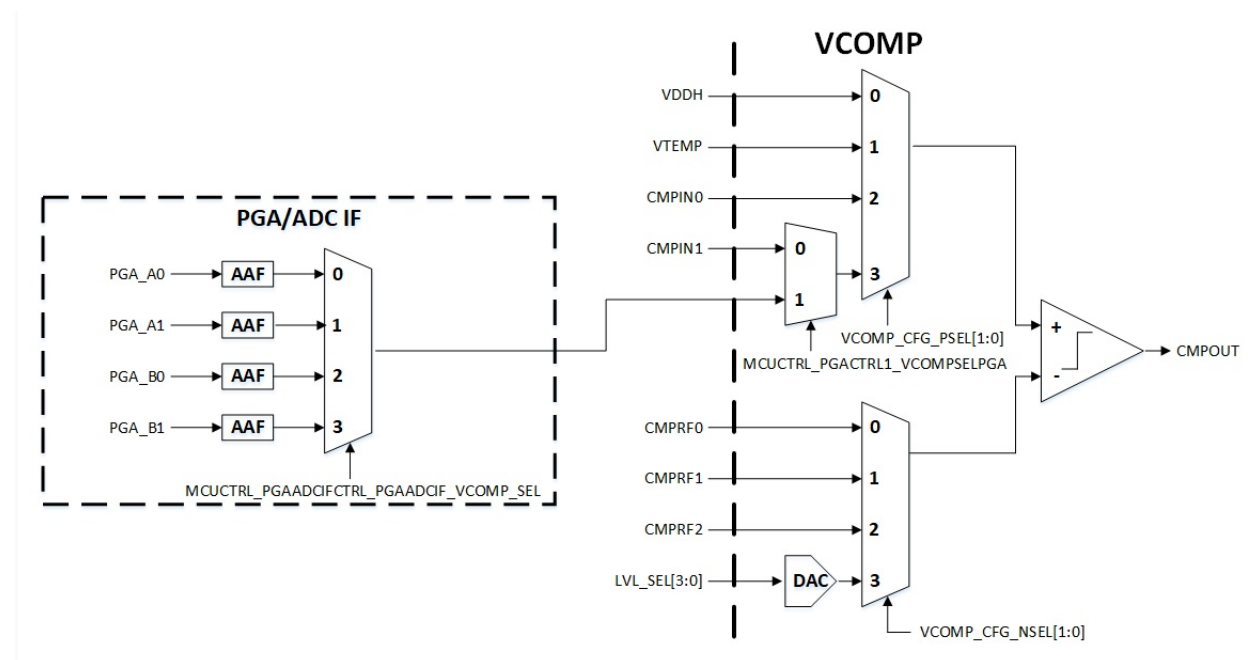 VCOMP
VDDH
0
VTEMP
1
CMPIN0
2
CMPIN1
0
3
1
VCOMP_CFG_PSEL[1:0]
MCUCTRL_PGACTRL1_VCOMPSELPGA
PGA/ADC IF
PGA_A0
AAF
0
PGA_A1
AAF
1
PGA_B0
AAF
2
PGA_B1
AAF
3
MCUCTRL_PGAADCIFCTRL_PGAADCIF_VCOMP_SEL
+
-
CMPOUT
CMPRF0
0
CMPRF1
1
CMPRF2
2
LVL_SEL[3:0]
DAC
3
VCOMP_CFG_NSEL[1:0]